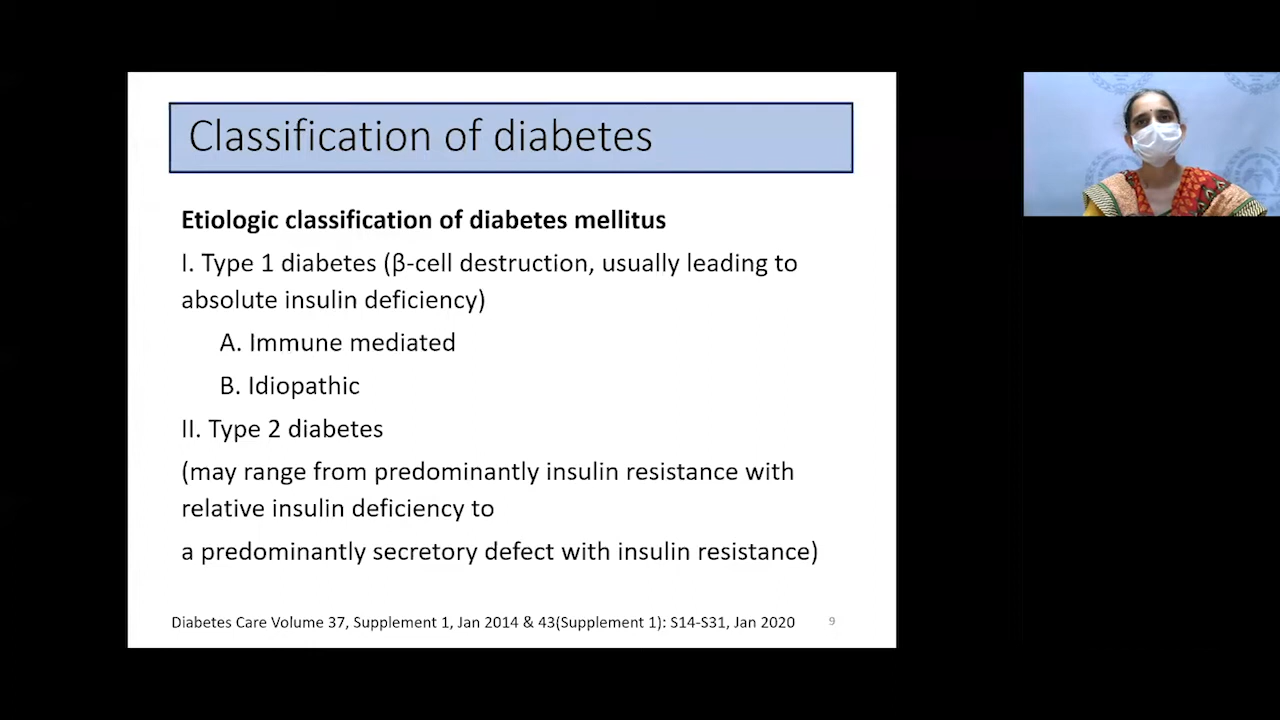 Classification of diabetes
Etiologic classification of diabetes mellitus
I. Type 1 diabetes (β-cell destruction, usually leading to
absolute insulin deficiency)
A. Immune mediated
B. Idiopathic
II. Type 2 diabetes
(may range from predominantly insulin resistance with
relative insulin deficiency to
a predominantly secretory defect with insulin resistance)
Diabetes Care Volume 37, Supplement 1, Jan 2014 & 43(Supplement 1): S14-S31, Jan 2020
9